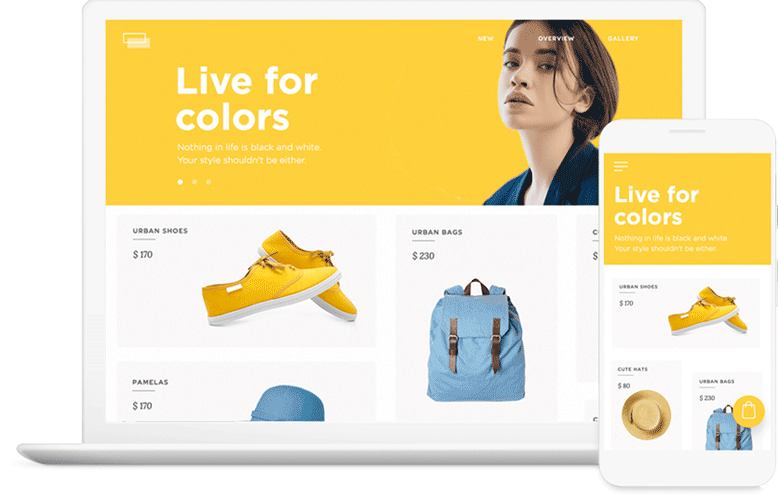 NEW
OVERVIEW
GALLERY
Live for
colors
Nothing in life is black and white.
Your style shouldn't be either.
URBAN SHOES
$ 170
URBAN BAGS
$ 230
PAMELAS
$ 170
Live for
colors
Nothing in life is black and white.
Your style shouldn't be either.
URBAN SHOES
$ 170
CUTE HATS
$ 80
URBAN BAGS
$ 230